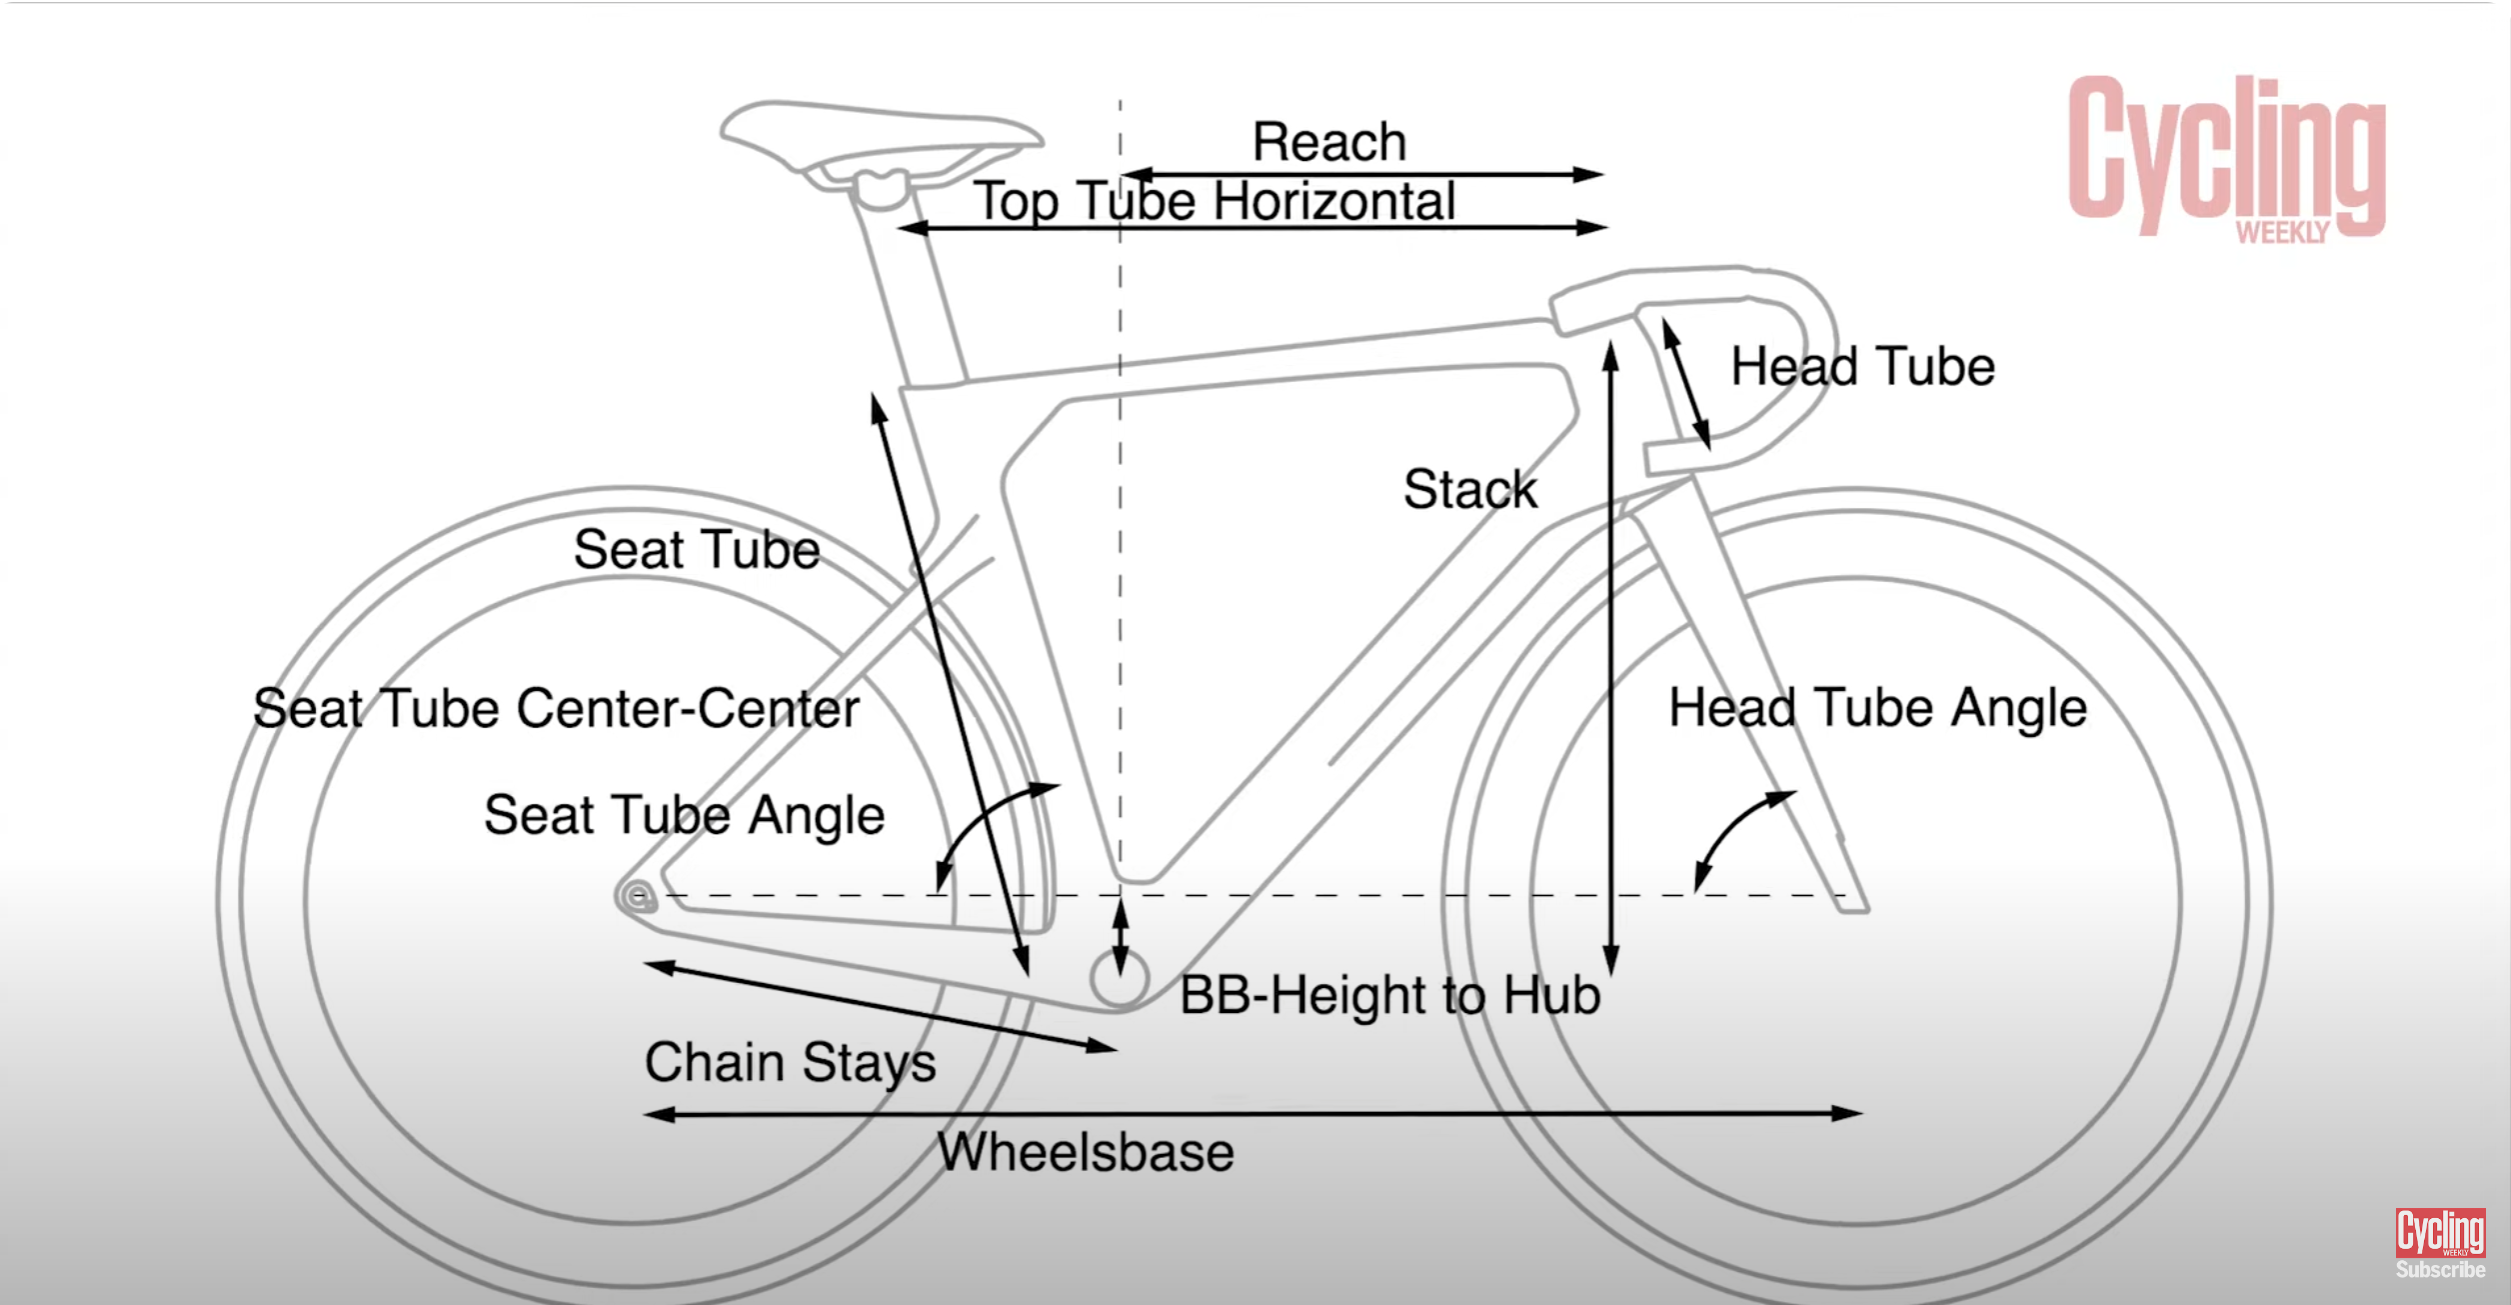 Cycling
WEEKLY
Reach
Top Tube Horizontal
Head Tube
Stack
Seat Tube
Seat Tube Center-Center
Head Tube Angle
Seat Tube Angle
BB-Height to Hub
Chain Stays
Wheelsbase
Cycling
WEEKLY
Subscribe